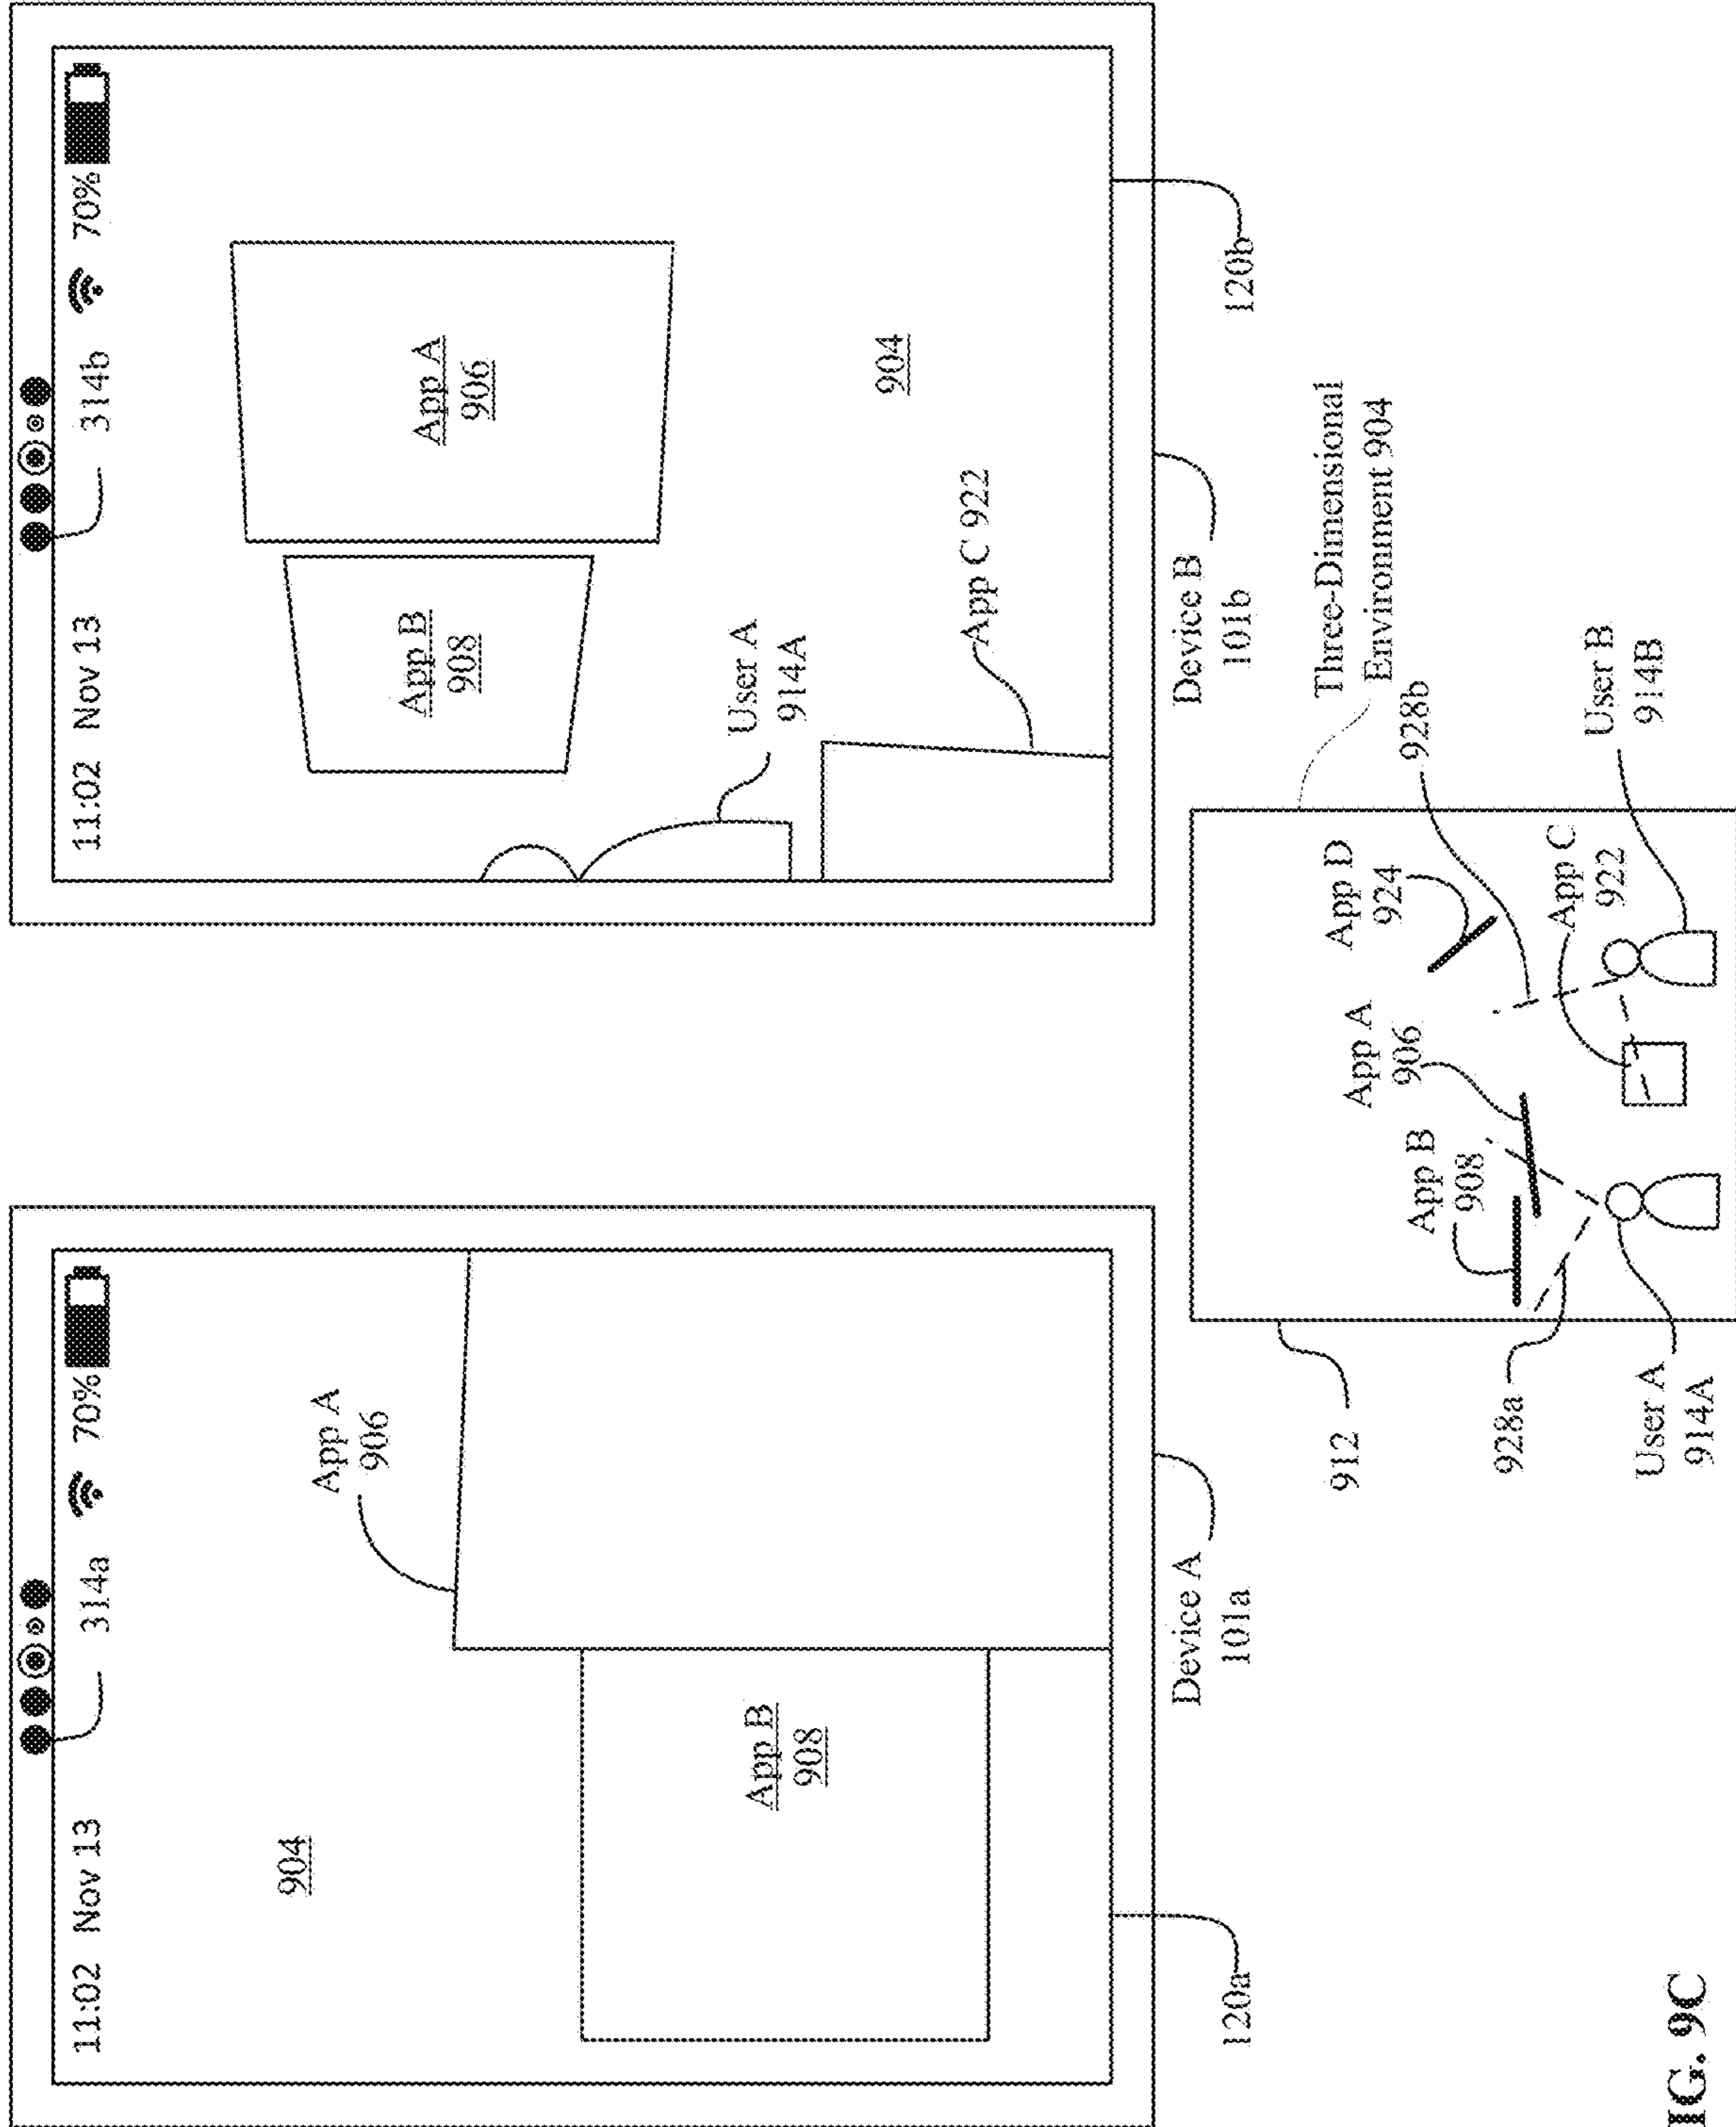 11:02 Nov 13
314a
70%
904
App A
906
App B
908
120a
Device A
101a
11:02 Nov 13
314b
70%
App B
908
App A
906
User A
914A
904
App C 922
Device B
101b
120b
Three-Dimensional
Environment 904
912
App D
924
928b
App A
906
App B
908
App C
922
928a
User A
914A
User B
914B
IG. 9C